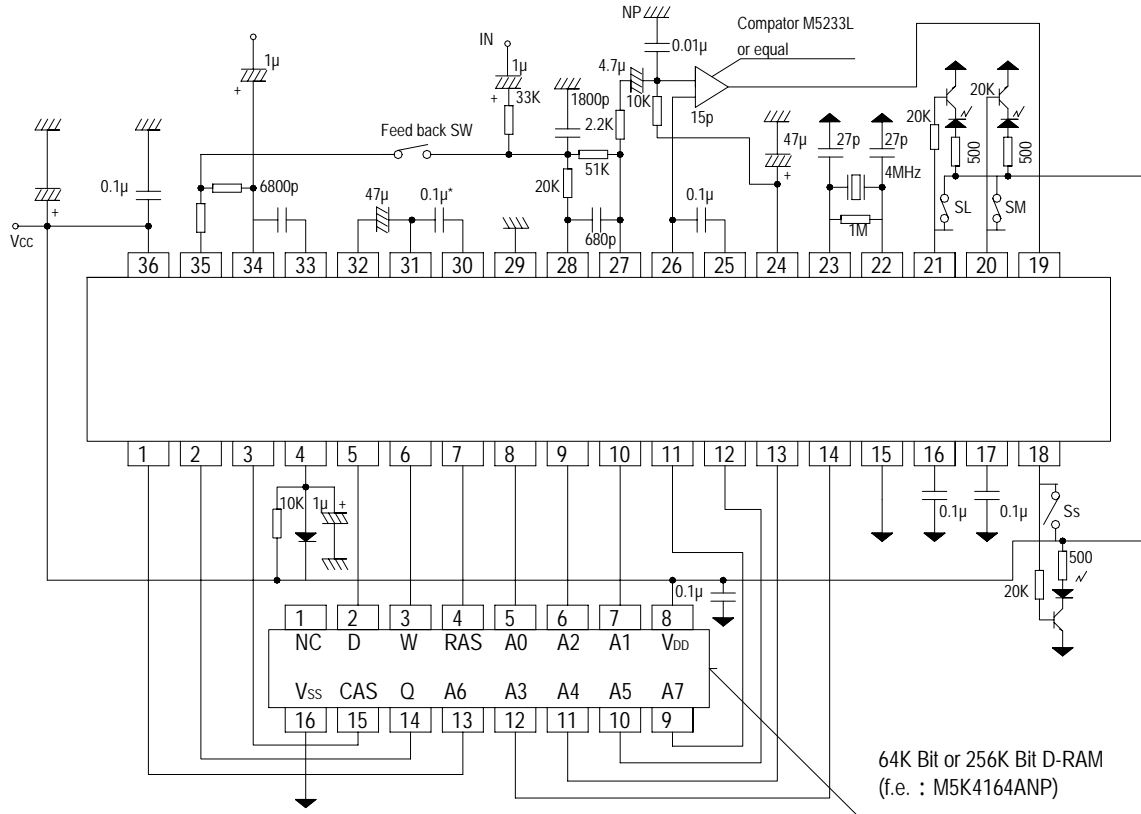 NP
Compator M5233L
or equal
IN
1µ
1µ
0.01µ
4.7µ
33K
1800p
2.2K
10K
15p
20K
20K
Feed back SW
47µ
27p
27p
500
500
0.1µ
6800p
51K
4MHz
20K
47µ
0.1µ*
0.1µ
SL
SM
680p
1M
Vcc
36 35 34 33 32 31 30 29 28 27 26 25 24 23 22 21 20 19
1 2 3 4 5 6 7 8 9 10 11 12 13 14 15 16 17 18
10K
1µ
0.1µ
0.1µ
Ss
500
0.1µ
20K
1 2 3 4 5 6 7 8
NC D W RAS A0 A2 A1 VDD
Vss CAS Q A6 A3 A4 A5 A7
16 15 14 13 12 11 10 9
64K Bit or 256K Bit D-RAM
(f.e. : M5K4164ANP)